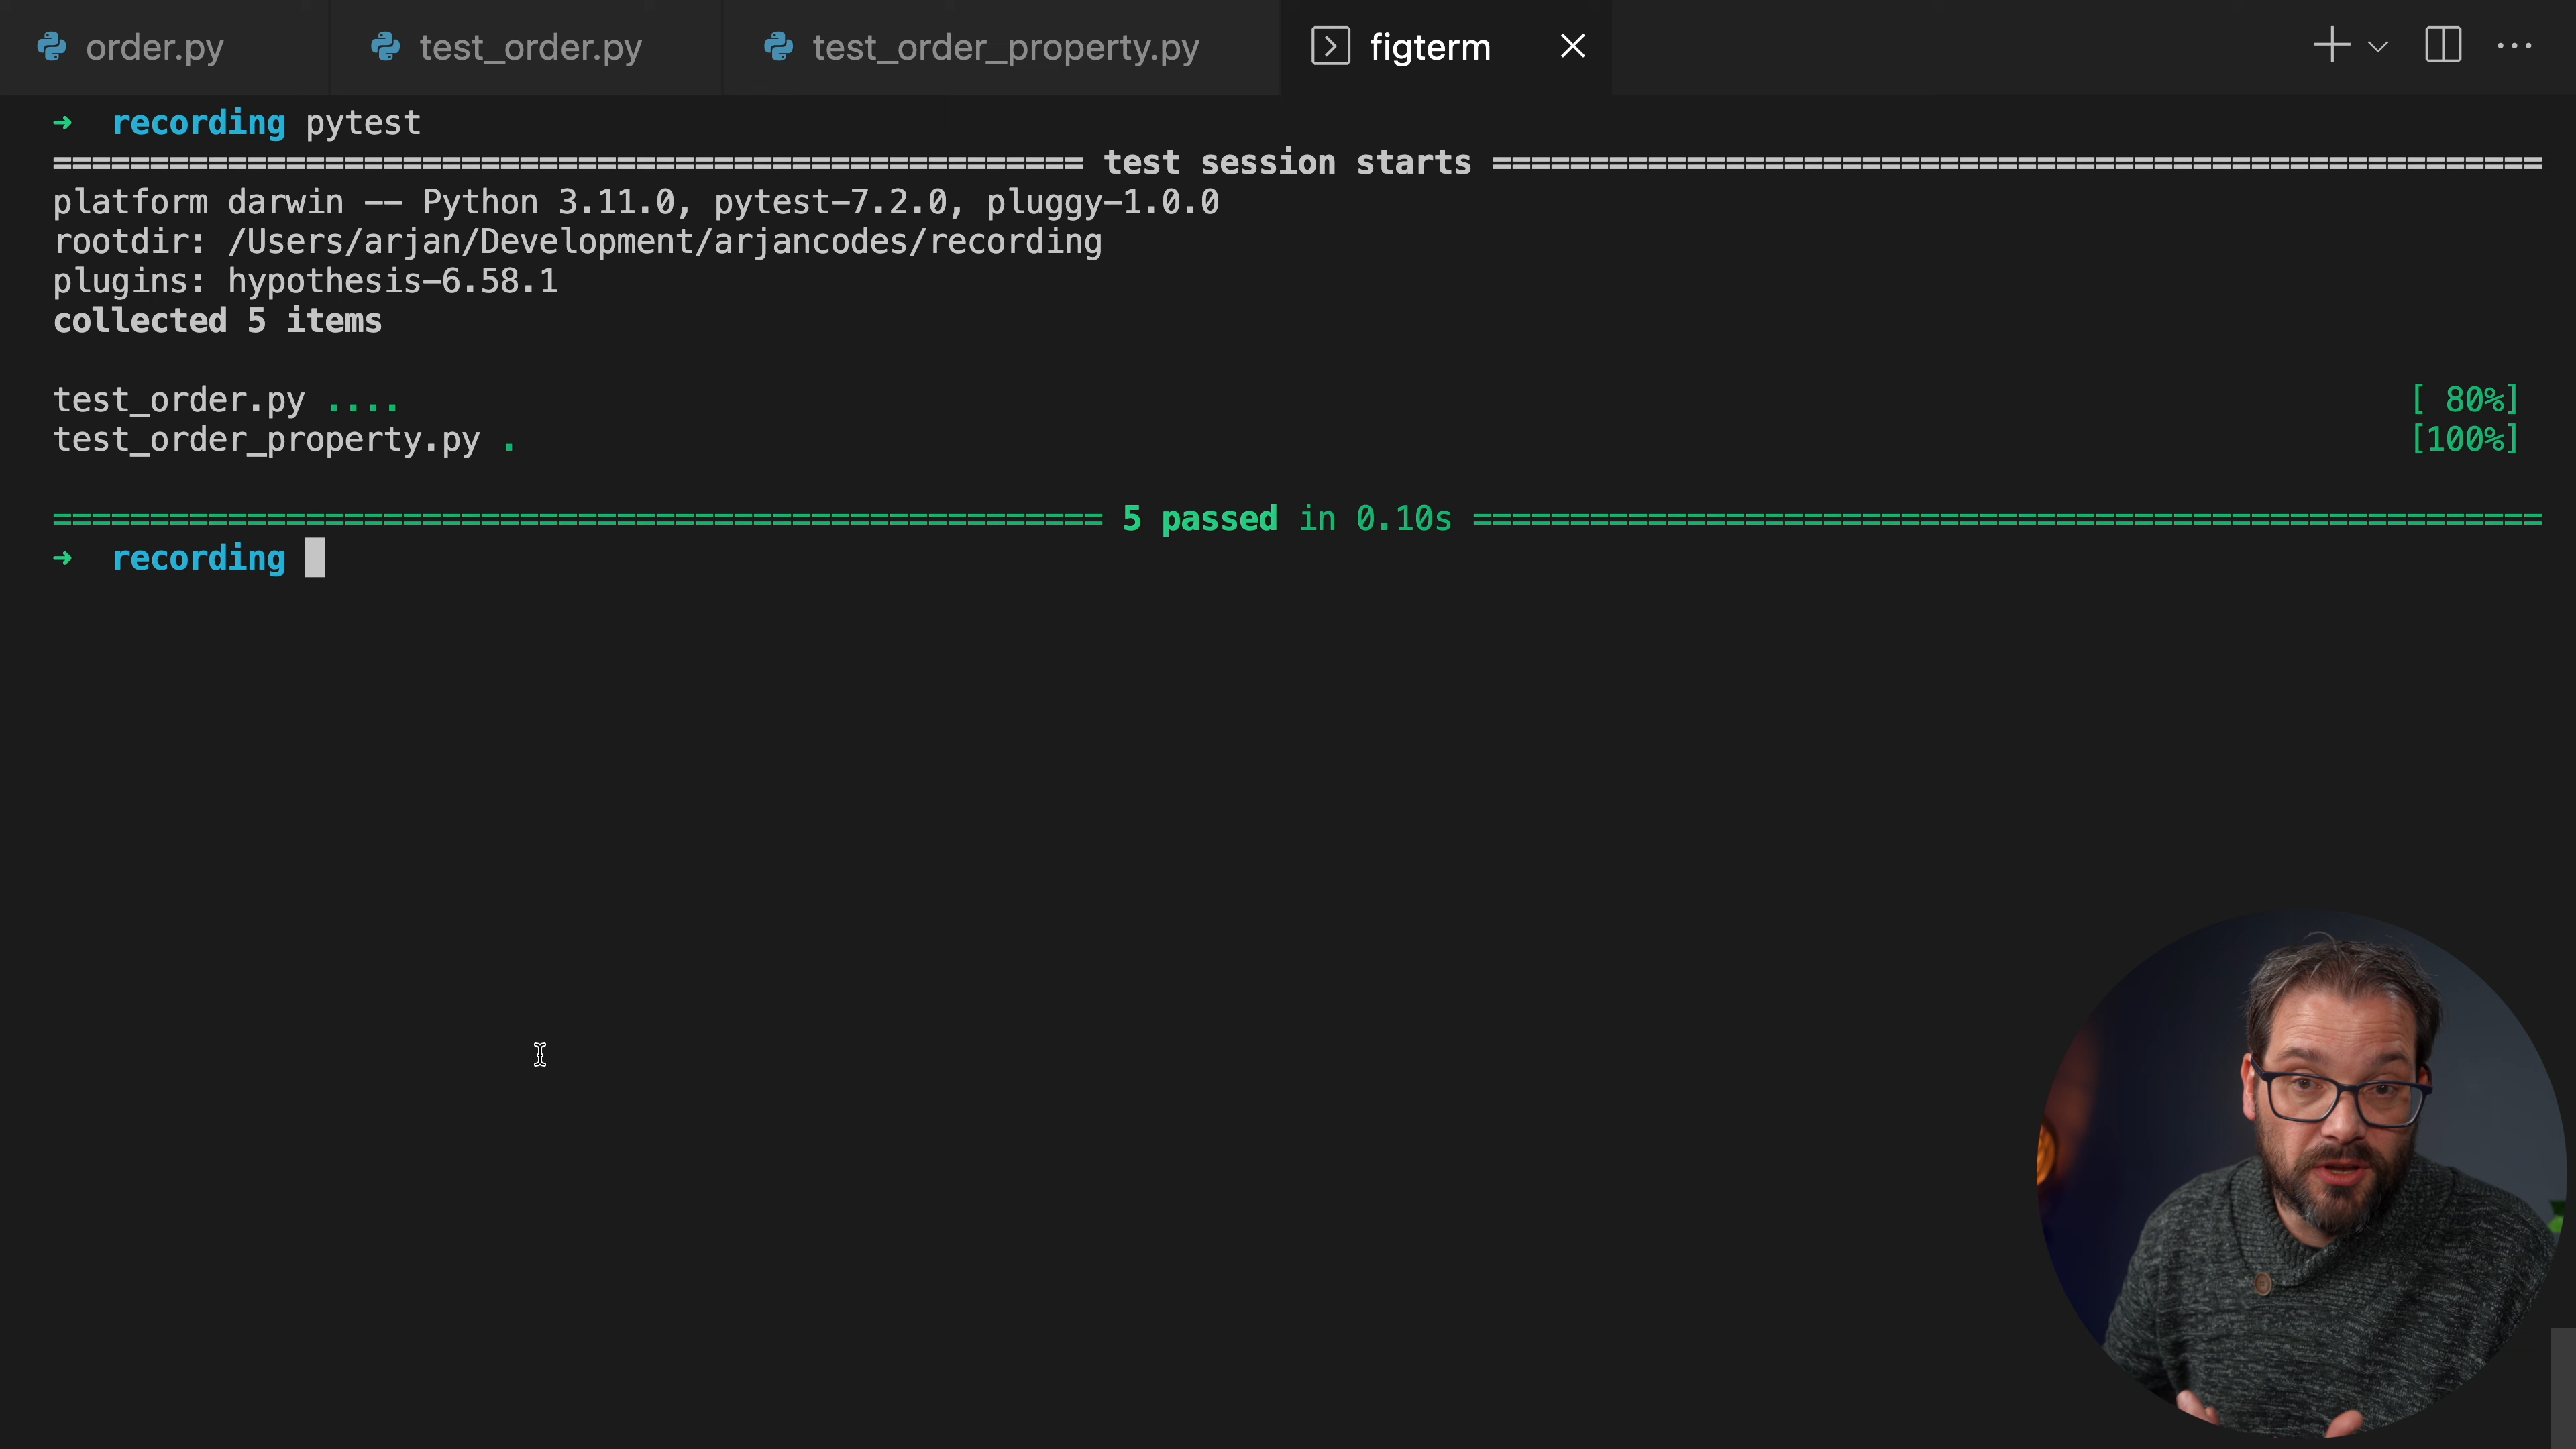 order.py test_order.py test_order_property.py figterm
➜ recording pytest
===================================================== test session starts ======================================================
platform darwin -- Python 3.11.0, pytest-7.2.0, pluggy-1.0.0
rootdir: /Users/arjan/Development/arjancodes/recording
plugins: hypothesis-6.58.1
collected 5 items
test_order.py .... [ 80%]
test_order_property.py . [100%]
====================================================== 5 passed in 0.10s =======================================================
➜ recording